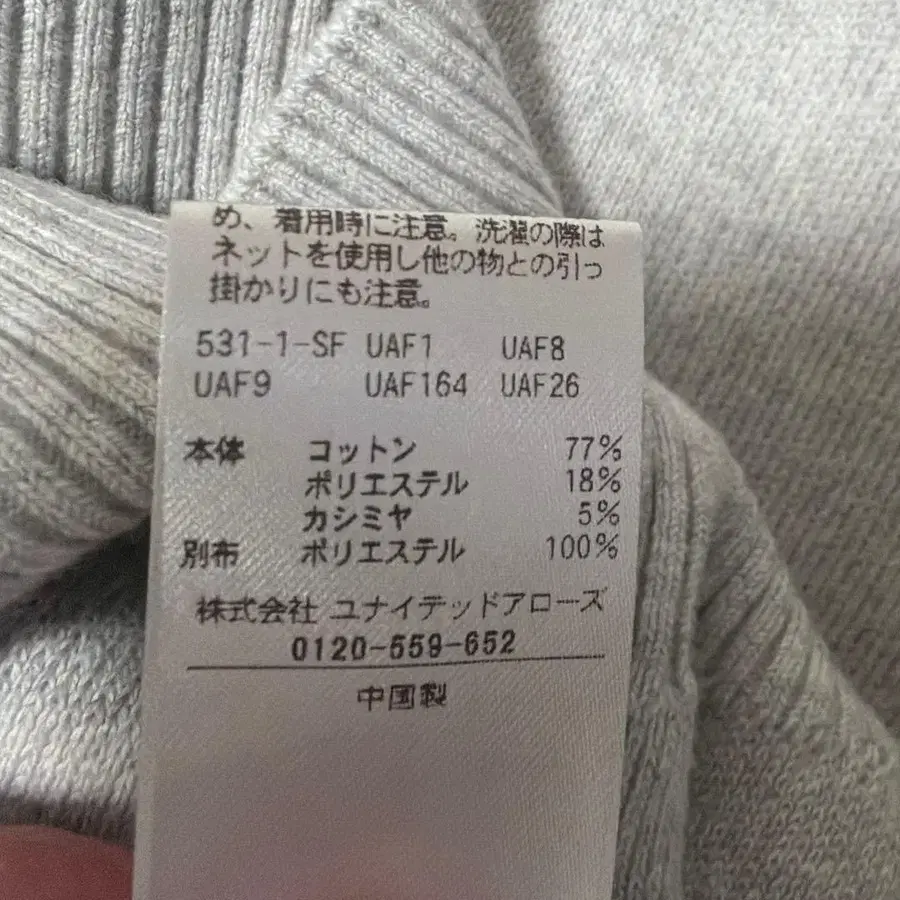 め、着用時に注意。洗濯の際は
ネットを使用し他の物との引っ
掛かりにも注意。
531-1-SF UAF1 UAF8
UAF9 UAF164 UAF26
本体 コットン 77%
ポリエステル 18%
カシミヤ 5%
別布 ポリエステル 100%
株式会社 ユナイテッドアローズ
0120-559-652
中国製